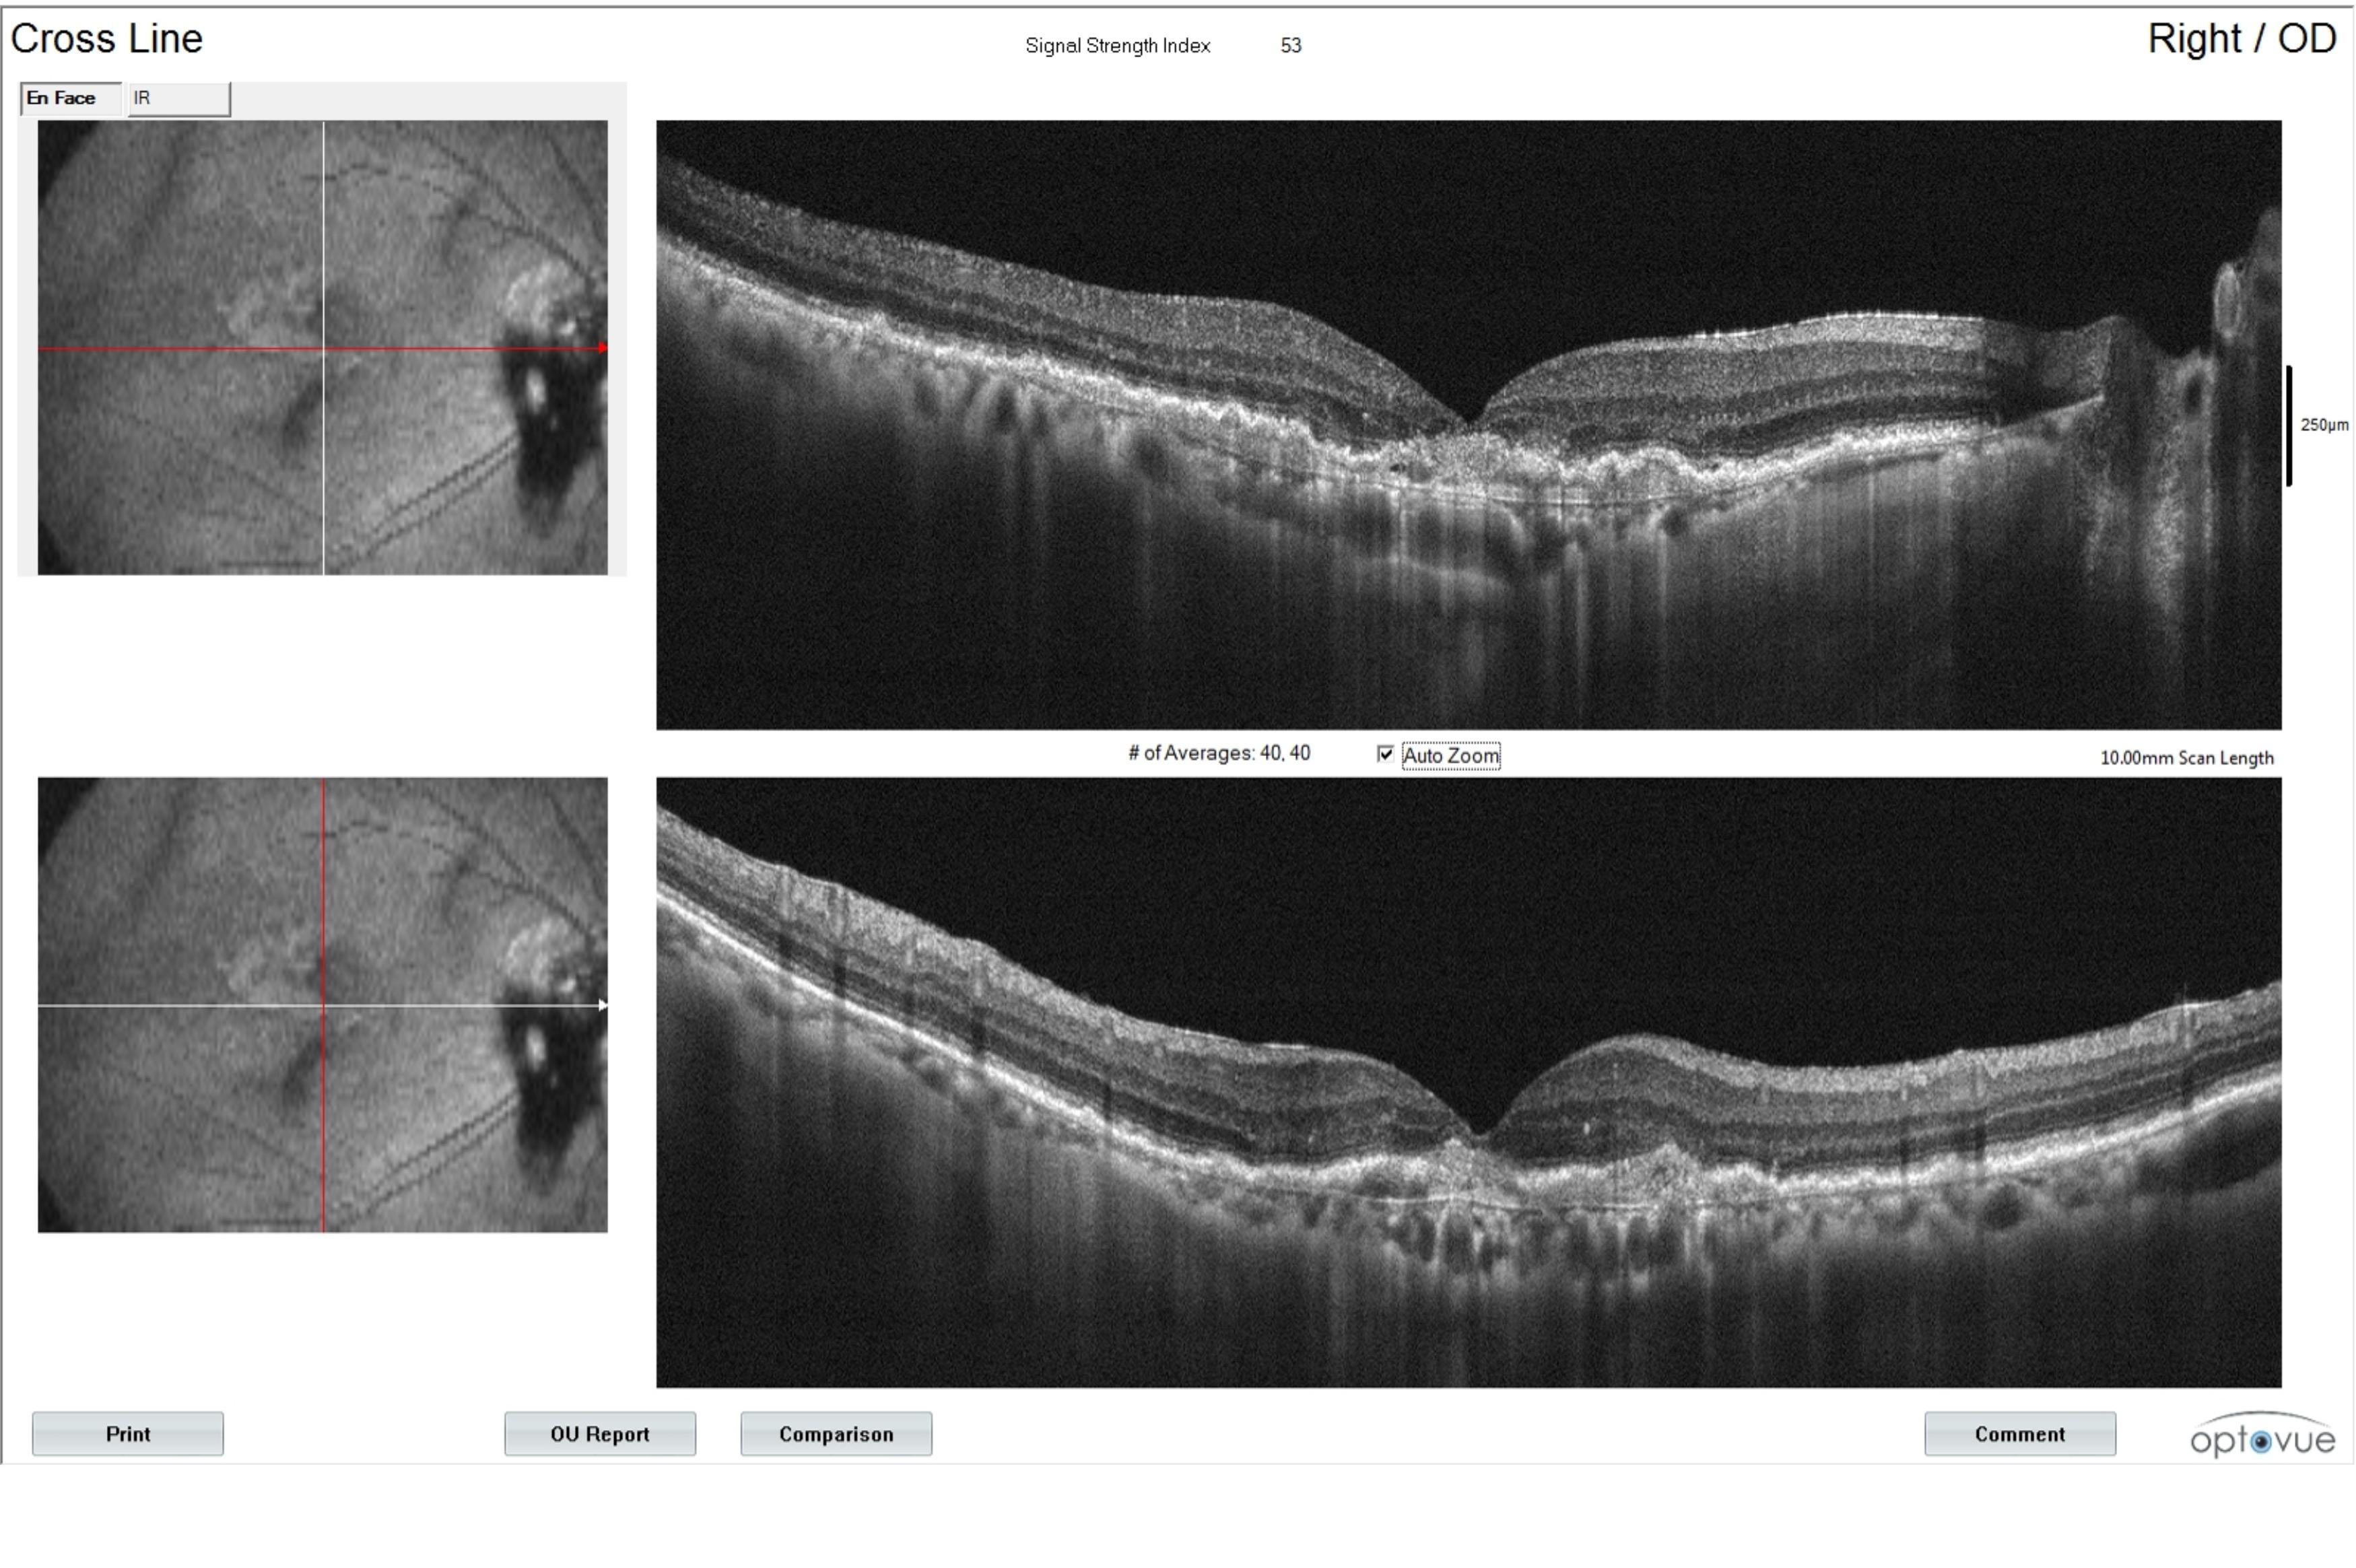 Cross Line
Signal Strength Index 53
Right / OD
En Face
IR
250µm
# of Averages: 40, 40
Auto Zoom
10.00mm Scan Length
Print
OU Report
Comparison
Comment
optovue